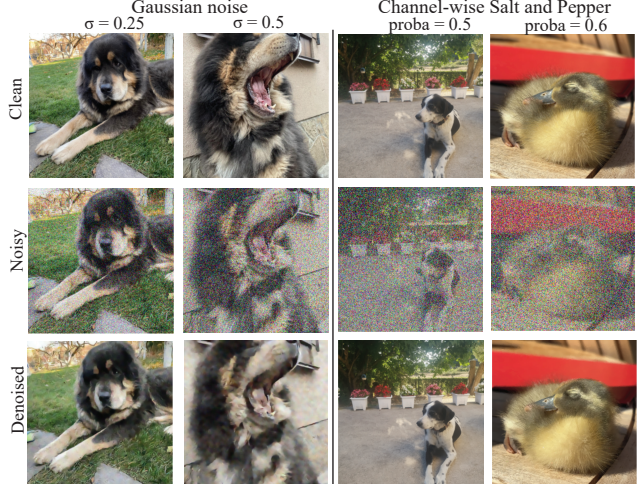 Gaussian noise
Channel-wise Salt and Pepper
σ = 0.25
σ = 0.5
proba = 0.5
proba = 0.6
Clean
Noisy
Denoised